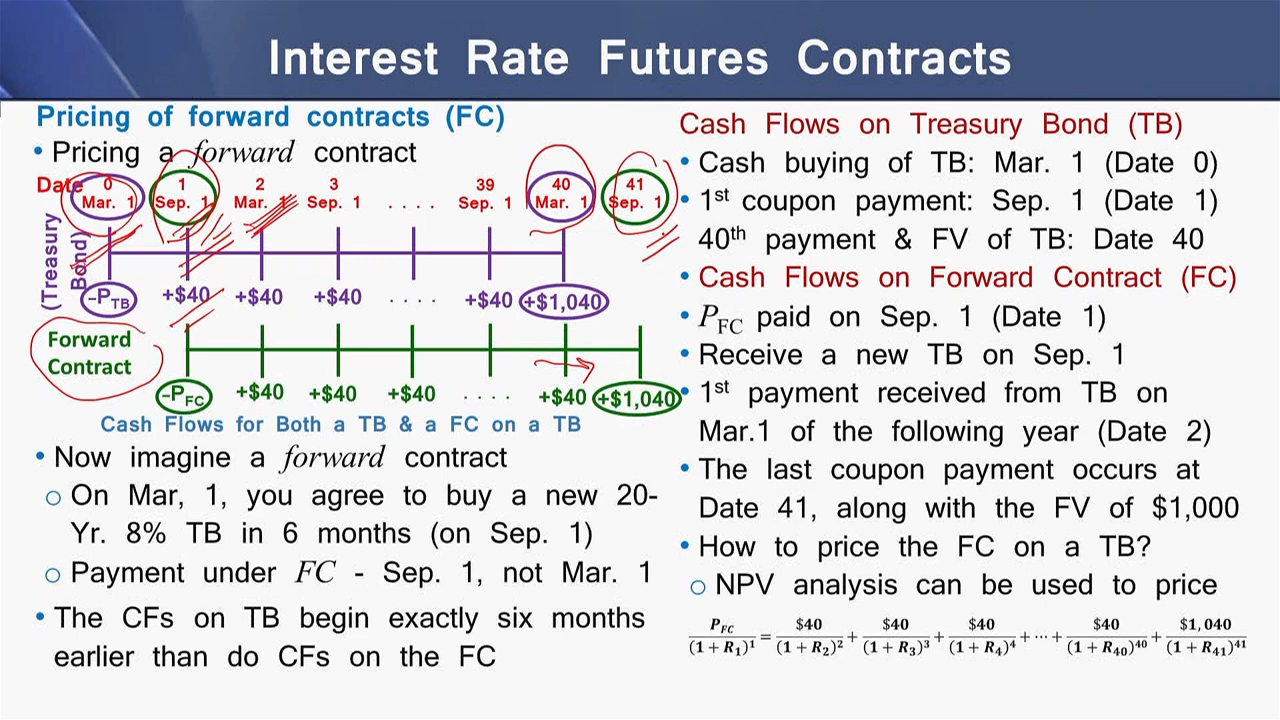 Interest Rate Futures Contracts
Pricing of forward contracts (FC)
• Pricing a forward contract
Date 0 1 2 3 39 40 41
Mar. 1 Sep. 1 Mar. 1 Sep. 1 . . . . Sep. 1 Mar. 1 Sep. 1
(Treasury
Bond)
-PTB +$40 +$40 +$40 . . . . +$40 +$1,040
Forward
Contract
-PFC +$40 +$40 +$40 . . . . +$40 +$1,040
Cash Flows for Both a TB & a FC on a TB
• Now imagine a forward contract
o On Mar, 1, you agree to buy a new 20-
Yr. 8% TB in 6 months (on Sep. 1)
o Payment under FC - Sep. 1, not Mar. 1
• The CFs on TB begin exactly six months
earlier than do CFs on the FC
Cash Flows on Treasury Bond (TB)
• Cash buying of TB: Mar. 1 (Date 0)
• 1st coupon payment: Sep. 1 (Date 1)
40th payment & FV of TB: Date 40
• Cash Flows on Forward Contract (FC)
• PFC paid on Sep. 1 (Date 1)
• Receive a new TB on Sep. 1
• 1st payment received from TB on
Mar.1 of the following year (Date 2)
• The last coupon payment occurs at
Date 41, along with the FV of $1,000
• How to price the FC on a TB?
o NPV analysis can be used to price
PFC/(1 + R1)^1 = $40/(1 + R2)^2 + $40/(1 + R3)^3 + $40/(1 + R4)^4 + ⋯ + $40/(1 + R40)^40 + $1,040/(1 + R41)^41